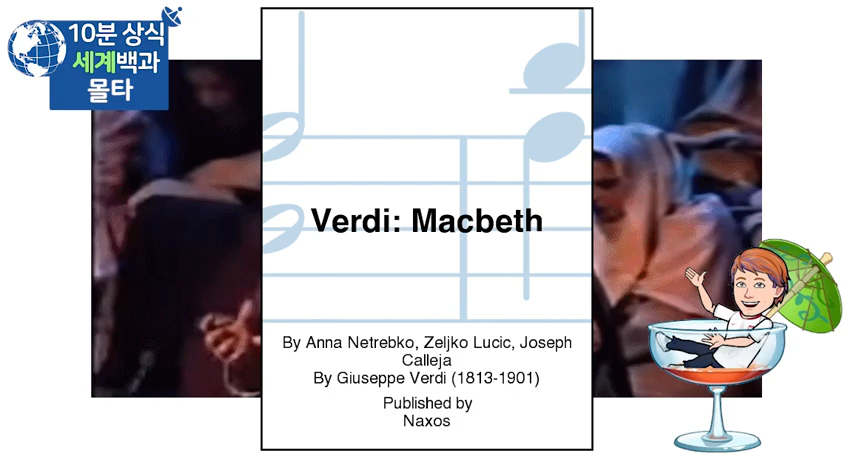 10분 상식
세계백과
몰타
Verdi: Macbeth
By Anna Netrebko, Zeljko Lucic, Joseph
Calleja
By Giuseppe Verdi (1813-1901)
Published by
Naxos